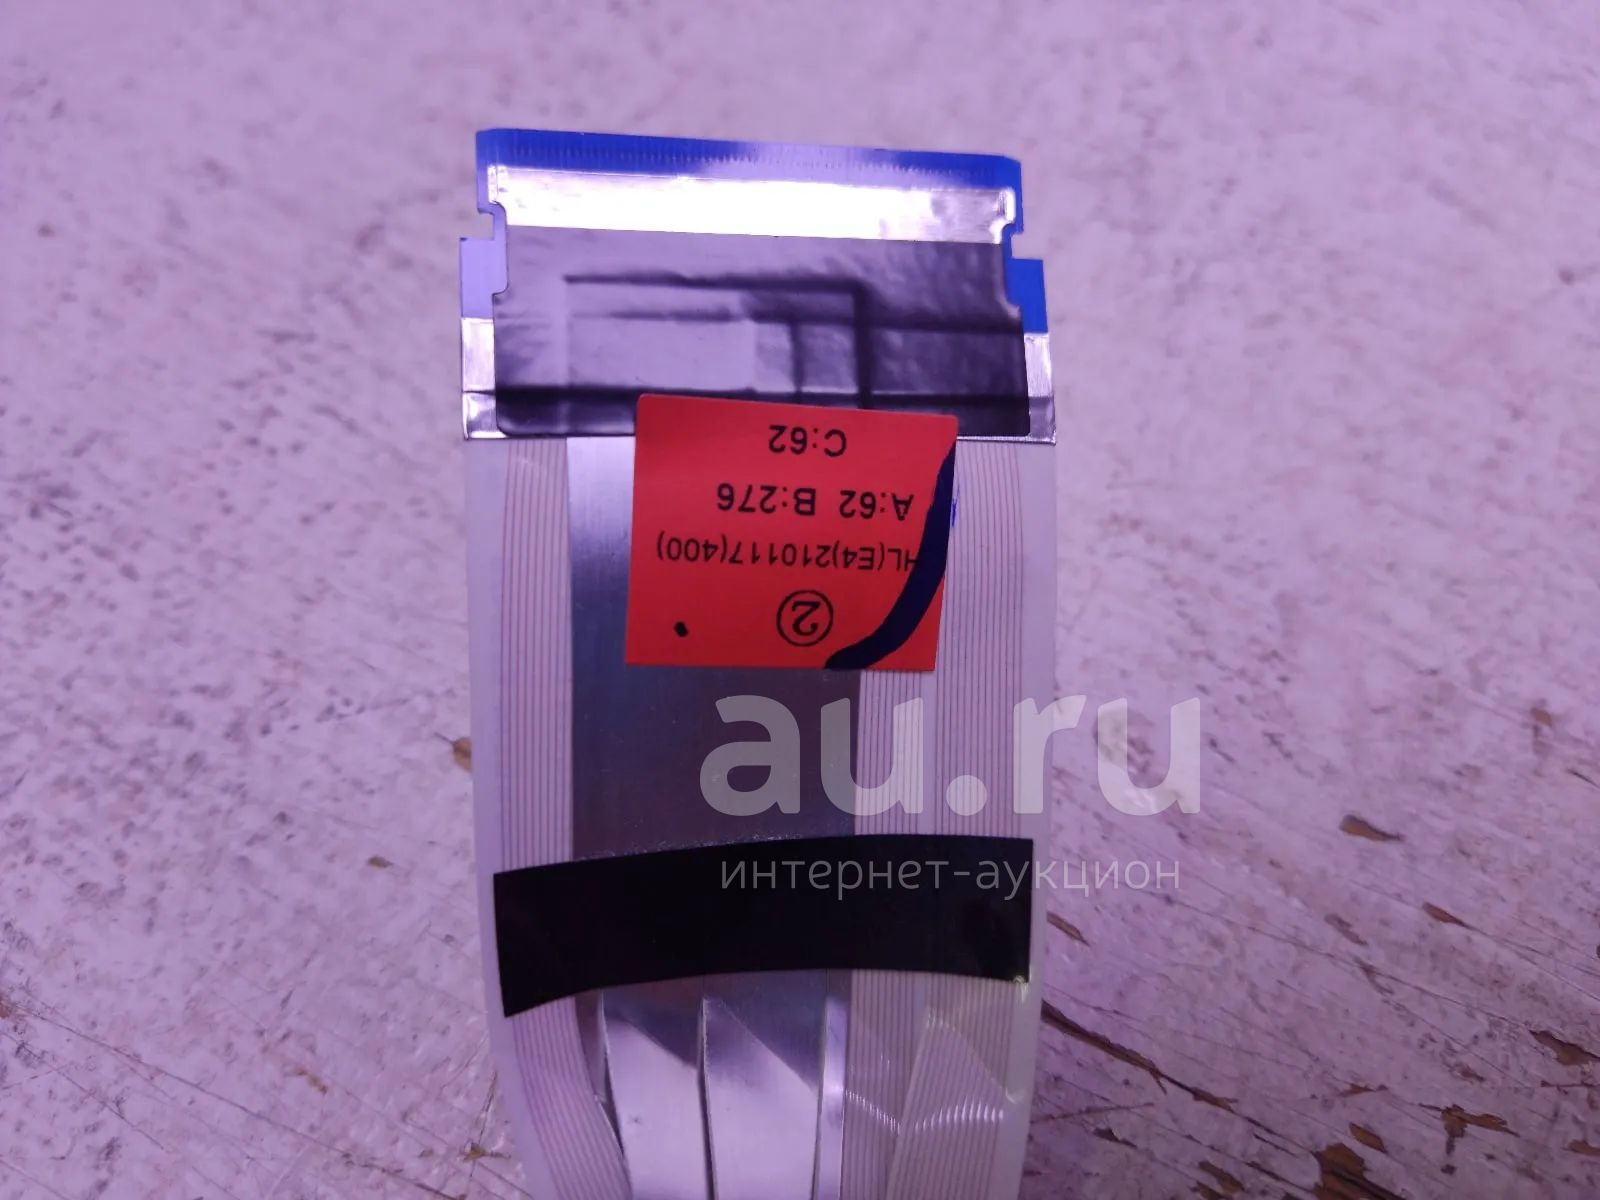 C:62
A:62 B:276
HL(E4)210117(400)
2
au.ru
интернет-аукцион